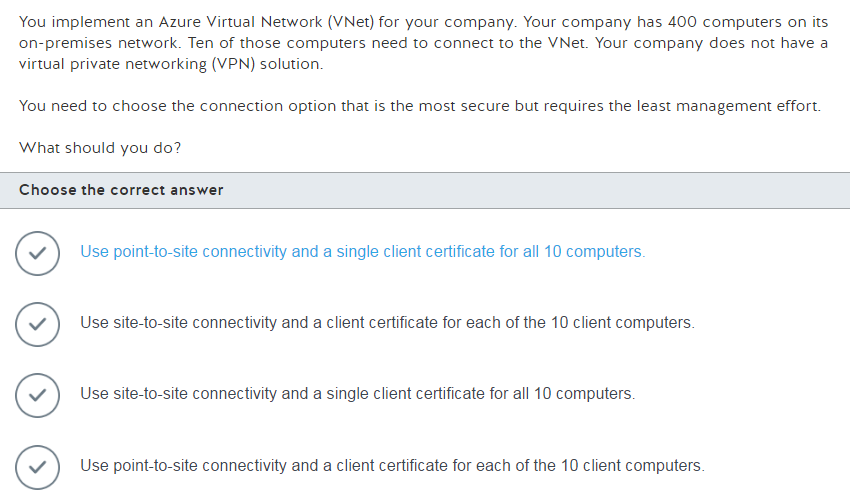 You implement an Azure Virtual Network (VNet) for your company. Your company has 400 computers on its
on-premises network. Ten of those computers need to connect to the VNet. Your company does not have a
virtual private networking (VPN) solution.
You need to choose the connection option that is the most secure but requires the least management effort.
What should you do?
Choose the correct answer
Use point-to-site connectivity and a single client certificate for all 10 computers.
Use site-to-site connectivity and a client certificate for each of the 10 client computers.
Use site-to-site connectivity and a single client certificate for all 10 computers.
Use point-to-site connectivity and a client certificate for each of the 10 client computers.